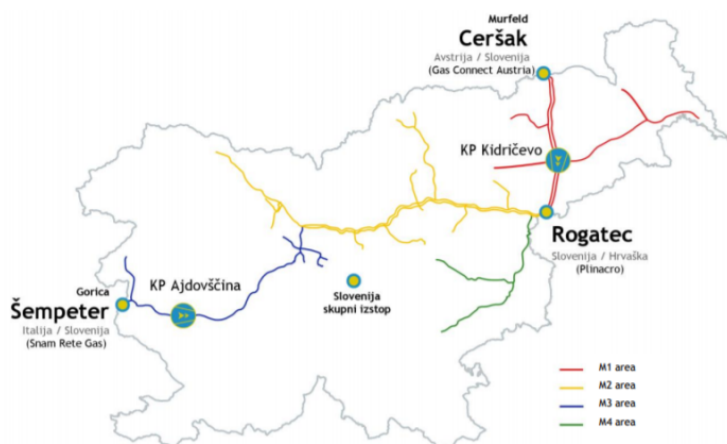 Murfeld
Ceršak
Avstrija / Slovenija
(Gas Connect Austria)
KP Kidričevo
Rogatec
Slovenija / Hrvaška
(Plinacro)
KP Ajdovščina
Gorica
Šempeter
Italija / Slovenija
(Snam Rete Gas)
Slovenija
skupni izstop
M1 area
M2 area
M3 area
M4 area